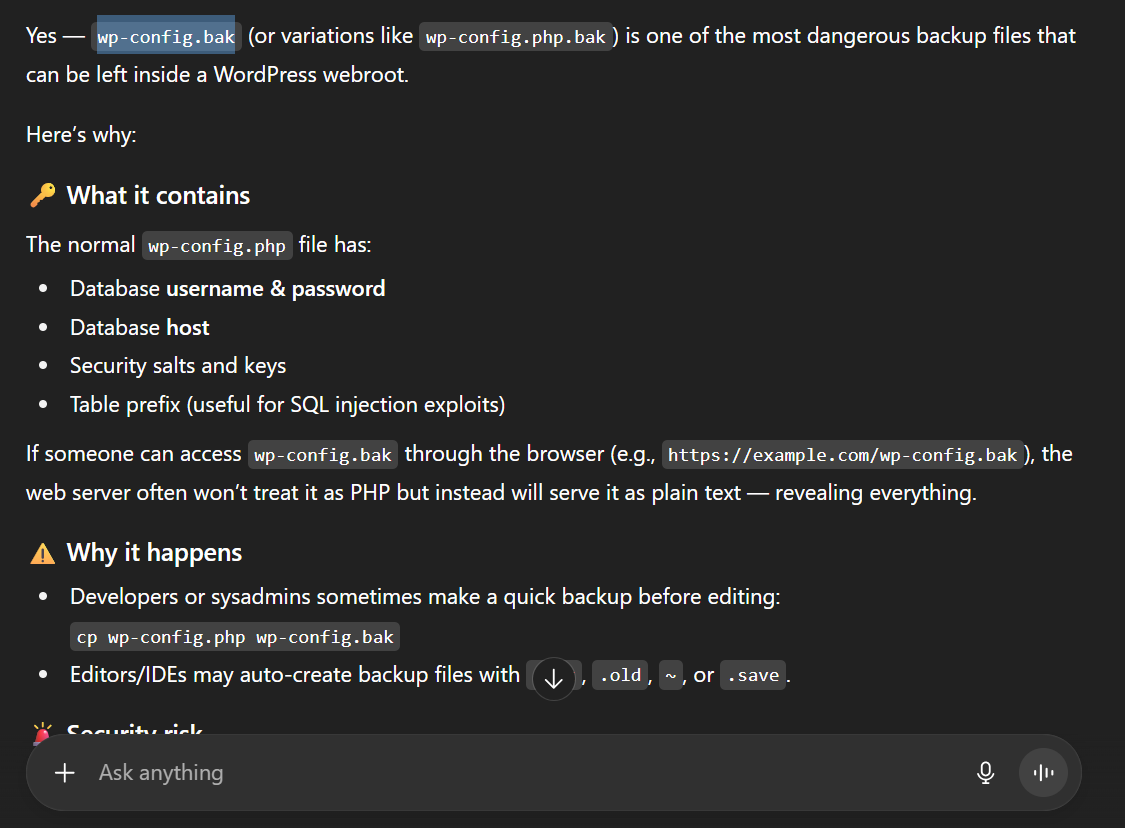 Yes — wp-config.bak (or variations like wp-config.php.bak) is one of the most dangerous backup files that
can be left inside a WordPress webroot.
Here’s why:
🔑 What it contains
The normal wp-config.php file has:
• Database username & password
• Database host
• Security salts and keys
• Table prefix (useful for SQL injection exploits)
If someone can access wp-config.bak through the browser (e.g., https://example.com/wp-config.bak), the
web server often won’t treat it as PHP but instead will serve it as plain text — revealing everything.
⚠️ Why it happens
• Developers or sysadmins sometimes make a quick backup before editing:
cp wp-config.php wp-config.bak
• Editors/IDEs may auto-create backup files with , .old, ~, or .save.
🚨 Security risk
Ask anything